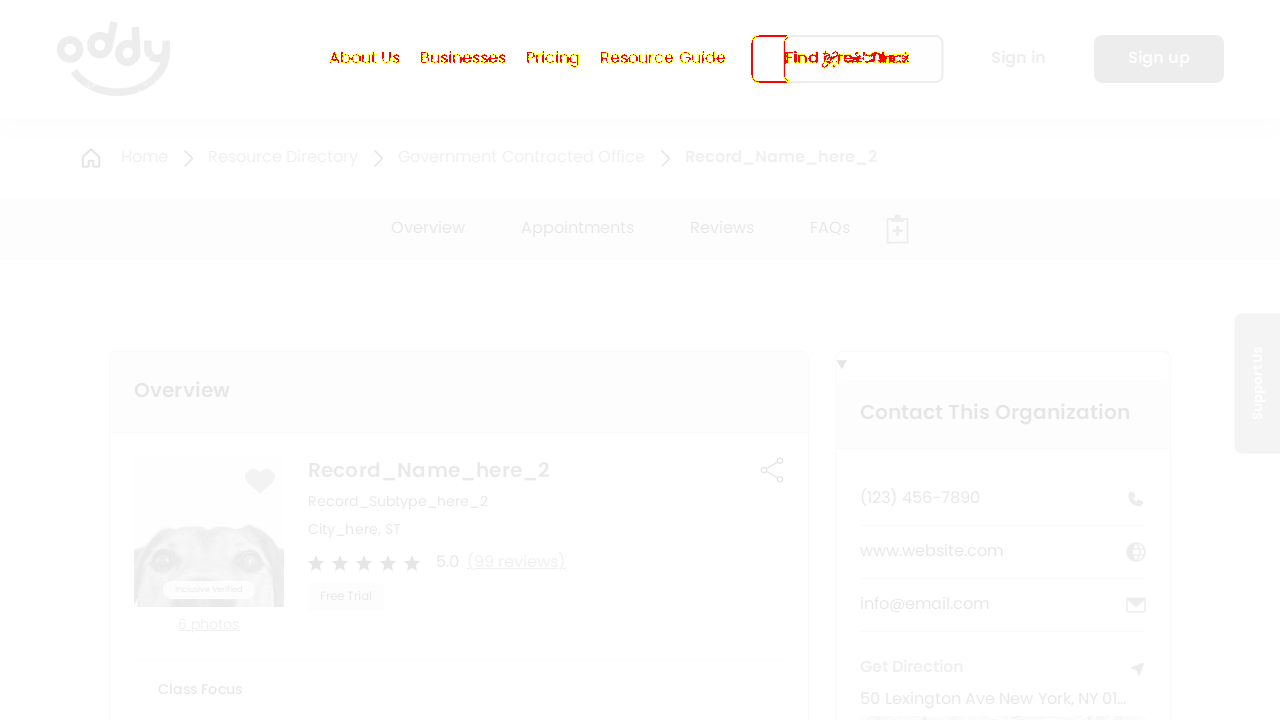 oddy
About Us Businesses Pricing Resource Guide Find Sign in Sign up
Home Resource Directory Government Contracted Office Record_Name_here_2
Overview Appointments Reviews FAQs
Support Us
Overview
Contact This Organization
Record_Name_here_2
Record_Subtype_here_2
City_here, ST
5.0 (99 reviews)
Inclusive Verified
Free Trial
6 photos
Class Focus
(123) 456-7890
www.website.com
info@email.com
Get Direction
50 Lexington Ave New York, NY 01...